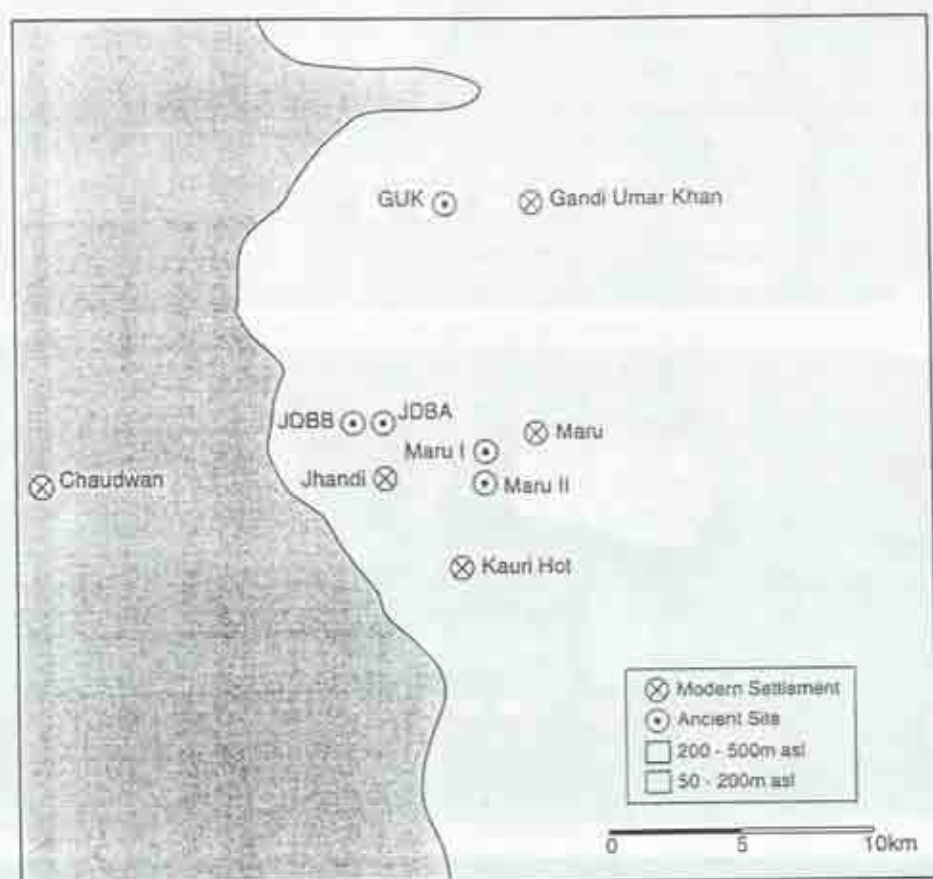 GUK
Gandi Umar Khan
JDBB
JDBA
Maru
Maru I
Chaudwan
Jhandi
Maru II
Kauri Hot
Modern Settlement
Ancient Site
200 - 500m asl
50 - 200m asl
0 5 10km